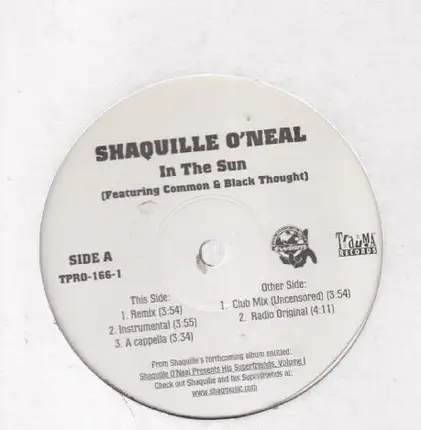 SHAQUILLE O'NEAL
In The Sun
(Featuring Common & Black Thought)
SIDE A
TPRO-166-1
This Side:
1. Remix (3:54)
2. Instrumental (3:55)
3. A cappella (3.34)
Other Side:
1. Club Mix (Uncensored) (3:54)
2. Radio Original (4:11)
TRAUMA
RECORDS
From Shaquille's forthcoming album entitled:
Shaquille O'Neal Presents His Superfriends, Volume I
Check out Shaquille and his Superfriends at:
www.shaqmusic.com